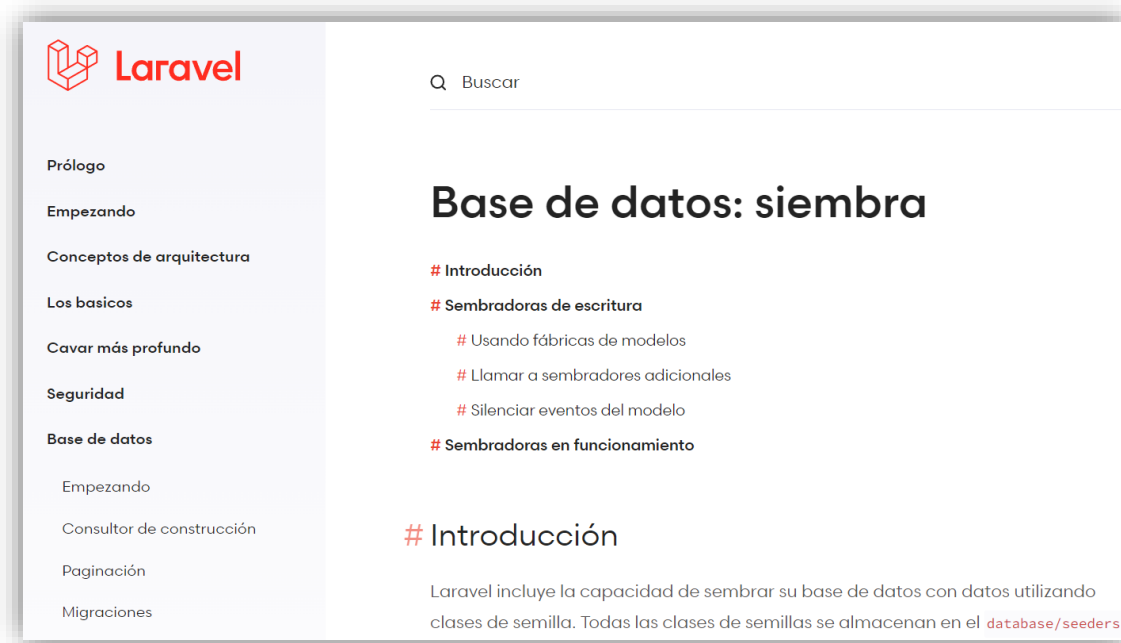 Laravel
Prólogo
Empezando
Conceptos de arquitectura
Los basicos
Cavar más profundo
Seguridad
Base de datos
Empezando
Consultor de construcción
Paginación
Migraciones
Buscar
Base de datos: siembra
# Introducción
# Sembradoras de escritura
# Usando fábricas de modelos
# Llamar a sembradores adicionales
# Silenciar eventos del modelo
# Sembradoras en funcionamiento
# Introducción
Laravel incluye la capacidad de sembrar su base de datos con datos utilizando
clases de semilla. Todas las clases de semillas se almacenan en el database/seeders